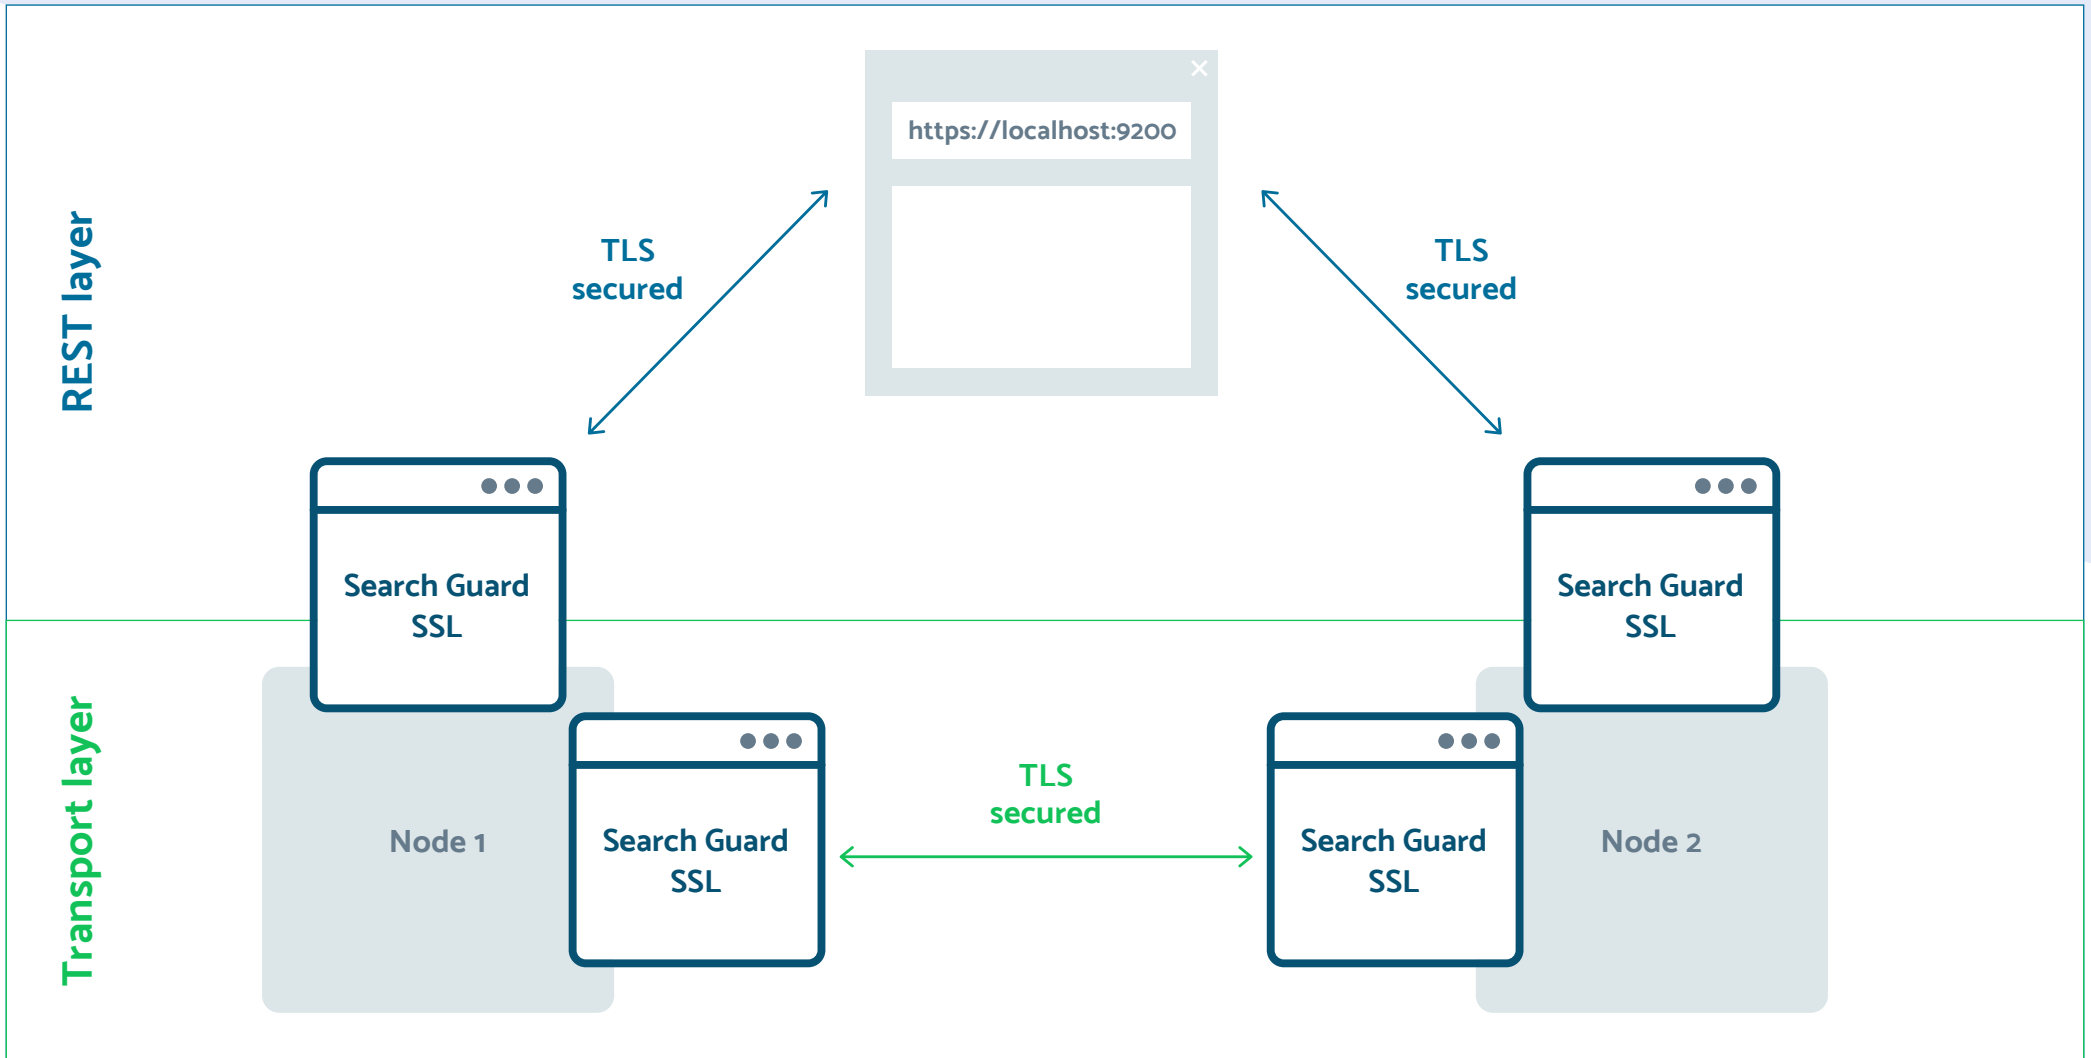 https://localhost:9200
REST layer
TLS
secured
TLS
secured
Search Guard
SSL
Search Guard
SSL
Transport layer
Node 1
Search Guard
SSL
TLS
secured
Search Guard
SSL
Node 2